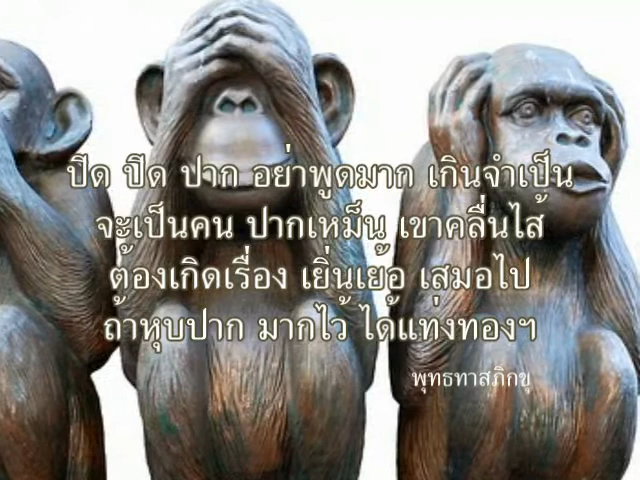 ปิด ปิด ปาก อย่าพูดมาก เกินจำเป็น
จะเป็นคน ปากเหม็น เขาคลื่นไส้
ต้องเกิดเรื่อง เยิ่นเย้อ เสมอไป
ถ้าหุบปาก มากไว้ ได้แท่งทองฯ
พุทธทาสภิกขุ